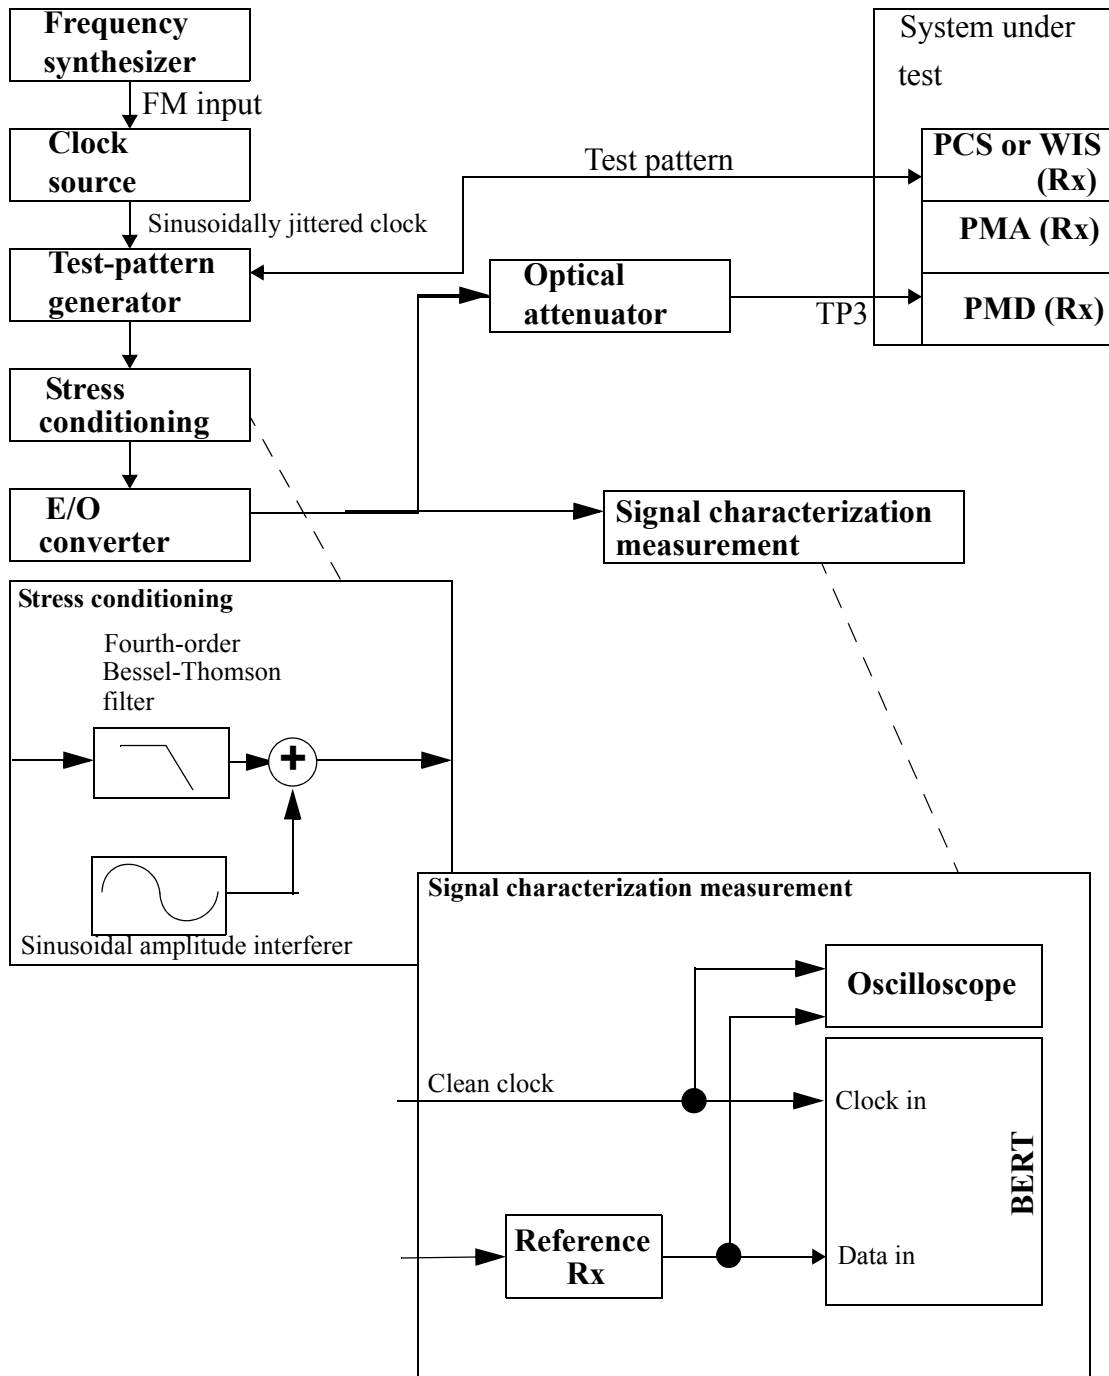 Frequency
synthesizer
FM input
Clock
source
Sinusoidally jittered clock
Test-pattern
generator
Stress
conditioning
E/O
converter
Test pattern
Optical
attenuator
TP3
System under
test
PCS or WIS
(Rx)
PMA (Rx)
PMD (Rx)
Signal characterization
measurement
Stress conditioning
Fourth-order
Bessel-Thomson
filter
+
Sinusoidal amplitude interferer
Signal characterization measurement
Oscilloscope
Clean clock
Clock in
BERT
Reference
Rx
Data in